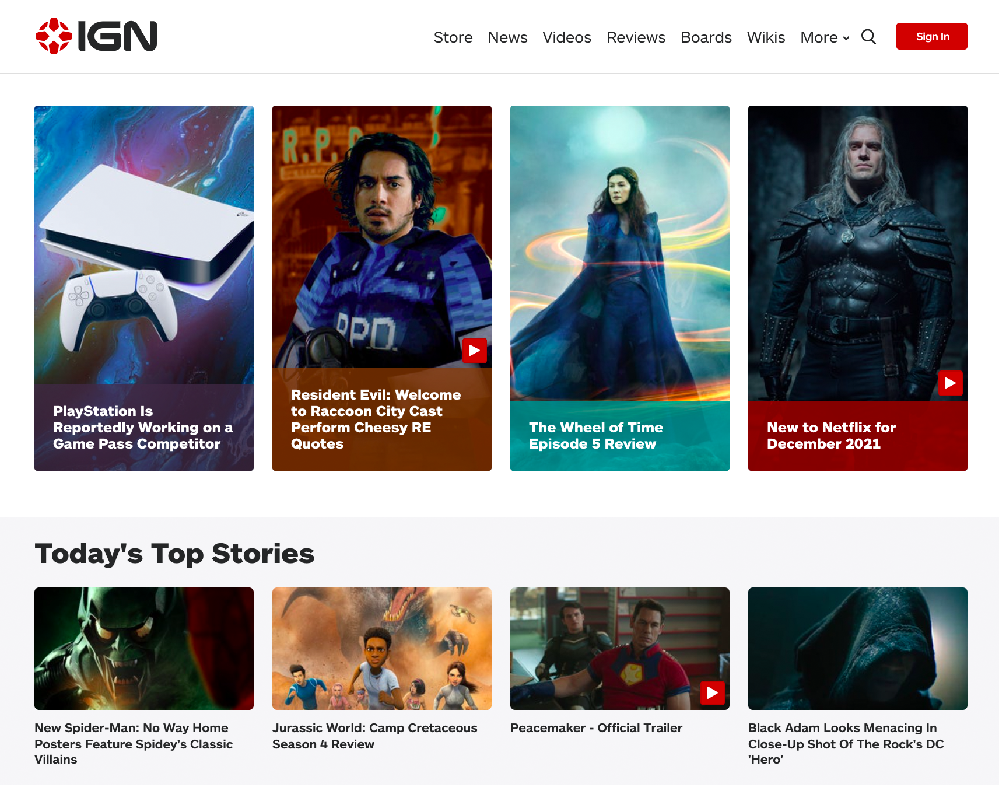 IGN
Store News Videos Reviews Boards Wikis More
Sign In
R.P.D
RPD.
PlayStation Is
Reportedly Working on a
Game Pass Competitor
Resident Evil: Welcome
to Raccoon City Cast
Perform Cheesy RE
Quotes
The Wheel of Time
Episode 5 Review
New to Netflix for
December 2021
Today's Top Stories
New Spider-Man: No Way Home
Posters Feature Spidey’s Classic
Villains
Jurassic World: Camp Cretaceous
Season 4 Review
Peacemaker - Official Trailer
Black Adam Looks Menacing In
Close-Up Shot Of The Rock's DC
'Hero'